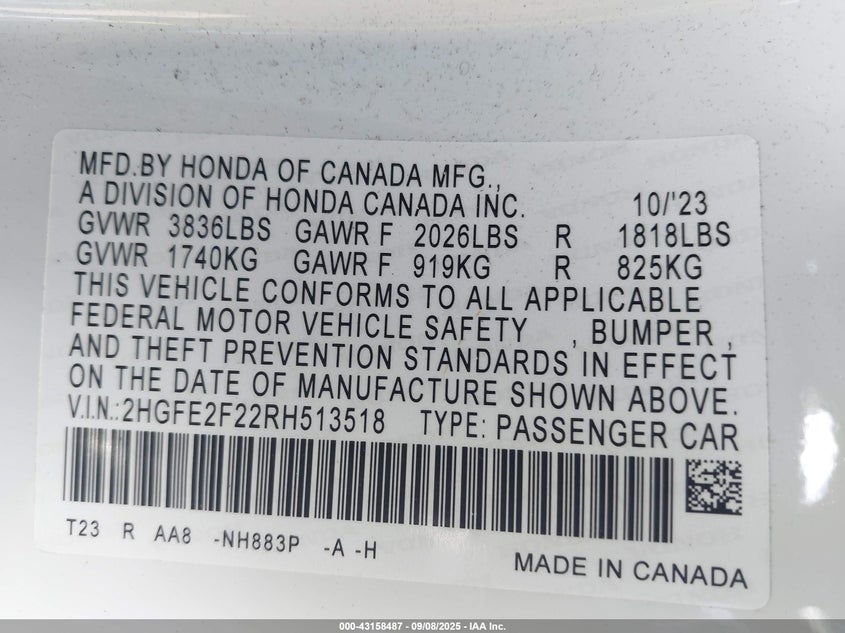 MFD.BY HONDA OF CANADA MFG.,
A DIVISION OF HONDA CANADA INC. 10/'23
GVWR 3836LBS GAWR F 2026LBS R 1818LBS
GVWR 1740KG GAWR F 919KG R 825KG
THIS VEHICLE CONFORMS TO ALL APPLICABLE
FEDERAL MOTOR VEHICLE SAFETY , BUMPER ,
AND THEFT PREVENTION STANDARDS IN EFFECT
ON THE DATE OF MANUFACTURE SHOWN ABOVE.
V.I.N.:2HGFE2F22RH513518 TYPE: PASSENGER CAR
T23 R AA8 -NH883P -A -H
MADE IN CANADA
000-43158487 - 09/08/2025 - IAA Inc.